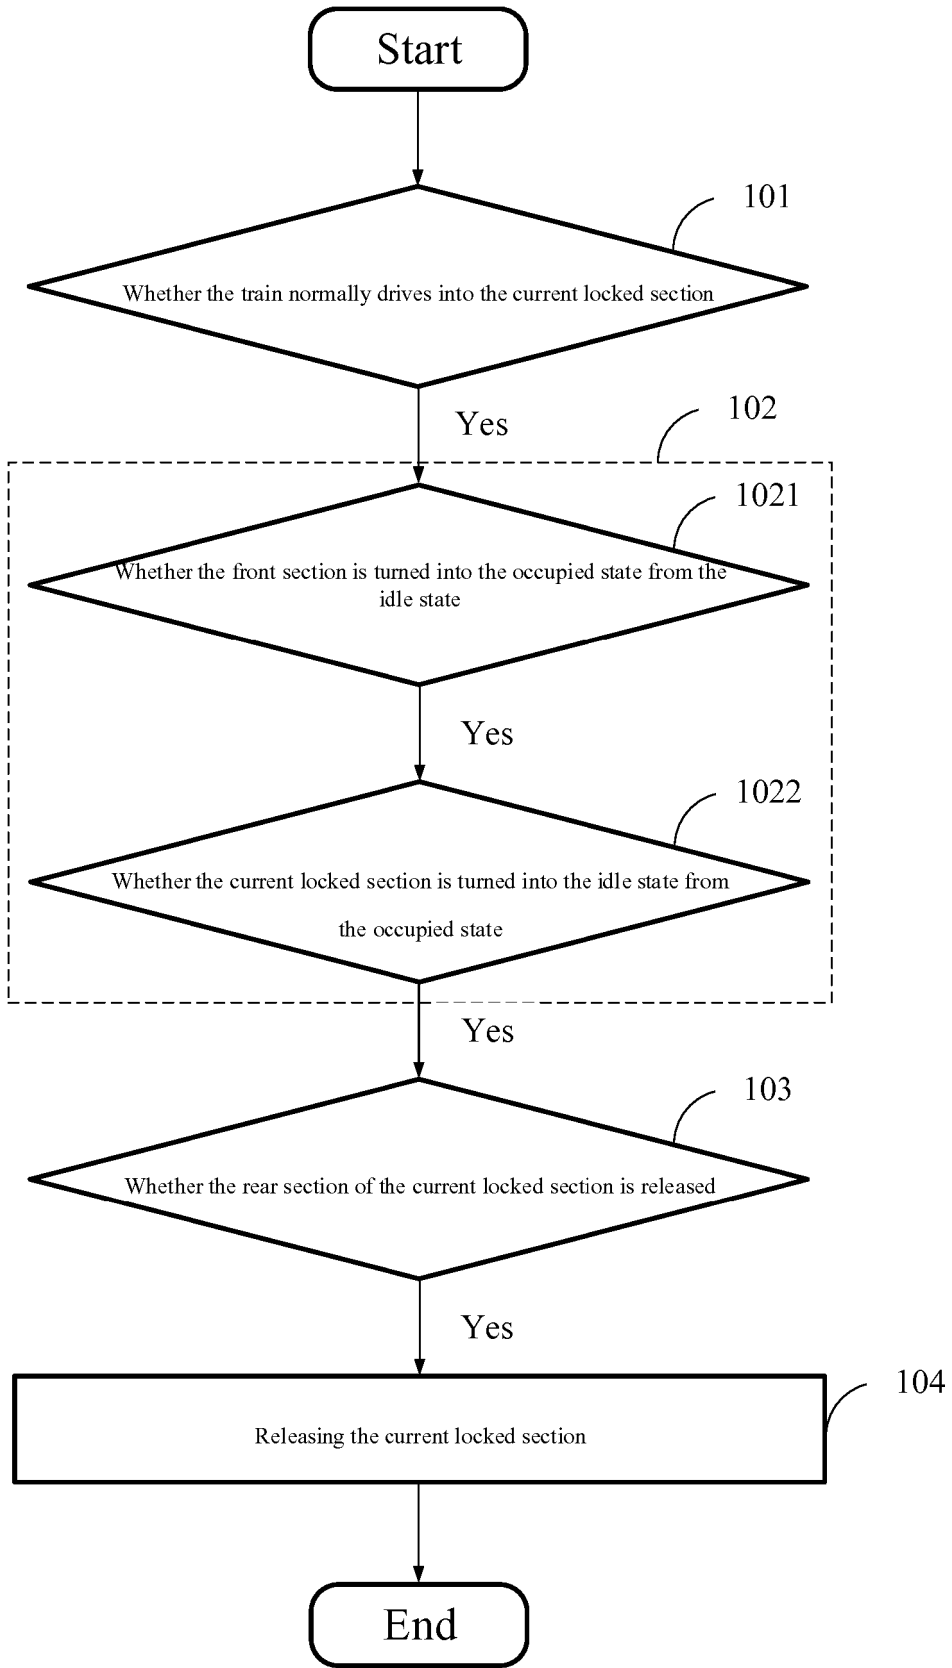 Start
101
Whether the train normally drives into the current locked section
Yes
102
1021
Whether the front section is turned into the occupied state from the
idle state
Yes
1022
Whether the current locked section is turned into the idle state from
the occupied state
Yes
103
Whether the rear section of the current locked section is released
Yes
104
Releasing the current locked section
End